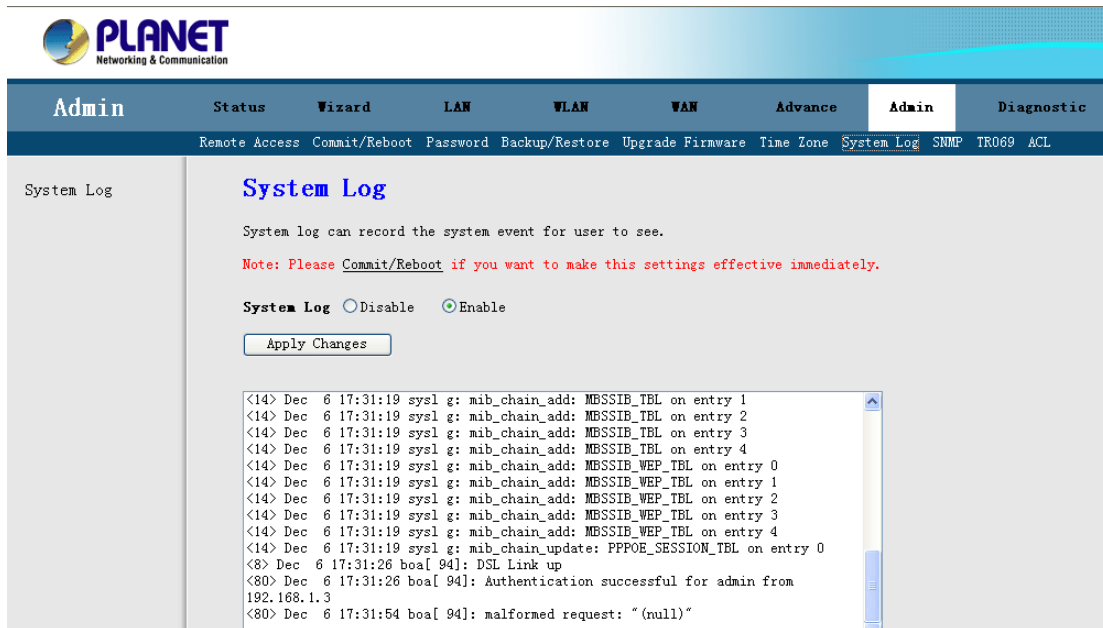 PLANET
Networking & Communication
Admin
Status Wizard LAN WLAN WAN Advance Admin Diagnostic
Remote Access Commit/Reboot Password Backup/Restore Upgrade Firmware Time Zone System Log SNMP TR069 ACL
System Log
System Log
System log can record the system event for user to see.
Note: Please Commit/Reboot if you want to make this settings effective immediately.
System Log Disable Enable
Apply Changes
<14> Dec 6 17:31:19 sysl g: mib_chain_add: MBSSIB_TBL on entry 1
<14> Dec 6 17:31:19 sysl g: mib_chain_add: MBSSIB_TBL on entry 2
<14> Dec 6 17:31:19 sysl g: mib_chain_add: MBSSIB_TBL on entry 3
<14> Dec 6 17:31:19 sysl g: mib_chain_add: MBSSIB_TBL on entry 4
<14> Dec 6 17:31:19 sysl g: mib_chain_add: MBSSIB_WEP_TBL on entry 0
<14> Dec 6 17:31:19 sysl g: mib_chain_add: MBSSIB_WEP_TBL on entry 1
<14> Dec 6 17:31:19 sysl g: mib_chain_add: MBSSIB_WEP_TBL on entry 2
<14> Dec 6 17:31:19 sysl g: mib_chain_add: MBSSIB_WEP_TBL on entry 3
<14> Dec 6 17:31:19 sysl g: mib_chain_add: MBSSIB_WEP_TBL on entry 4
<14> Dec 6 17:31:19 sysl g: mib_chain_update: PPPOE_SESSION_TBL on entry 0
<8> Dec 6 17:31:26 boa[ 94]: DSL Link up
<80> Dec 6 17:31:26 boa[ 94]: Authentication successful for admin from
192.168.1.3
<80> Dec 6 17:31:54 boa[ 94]: malformed request: "(null)"